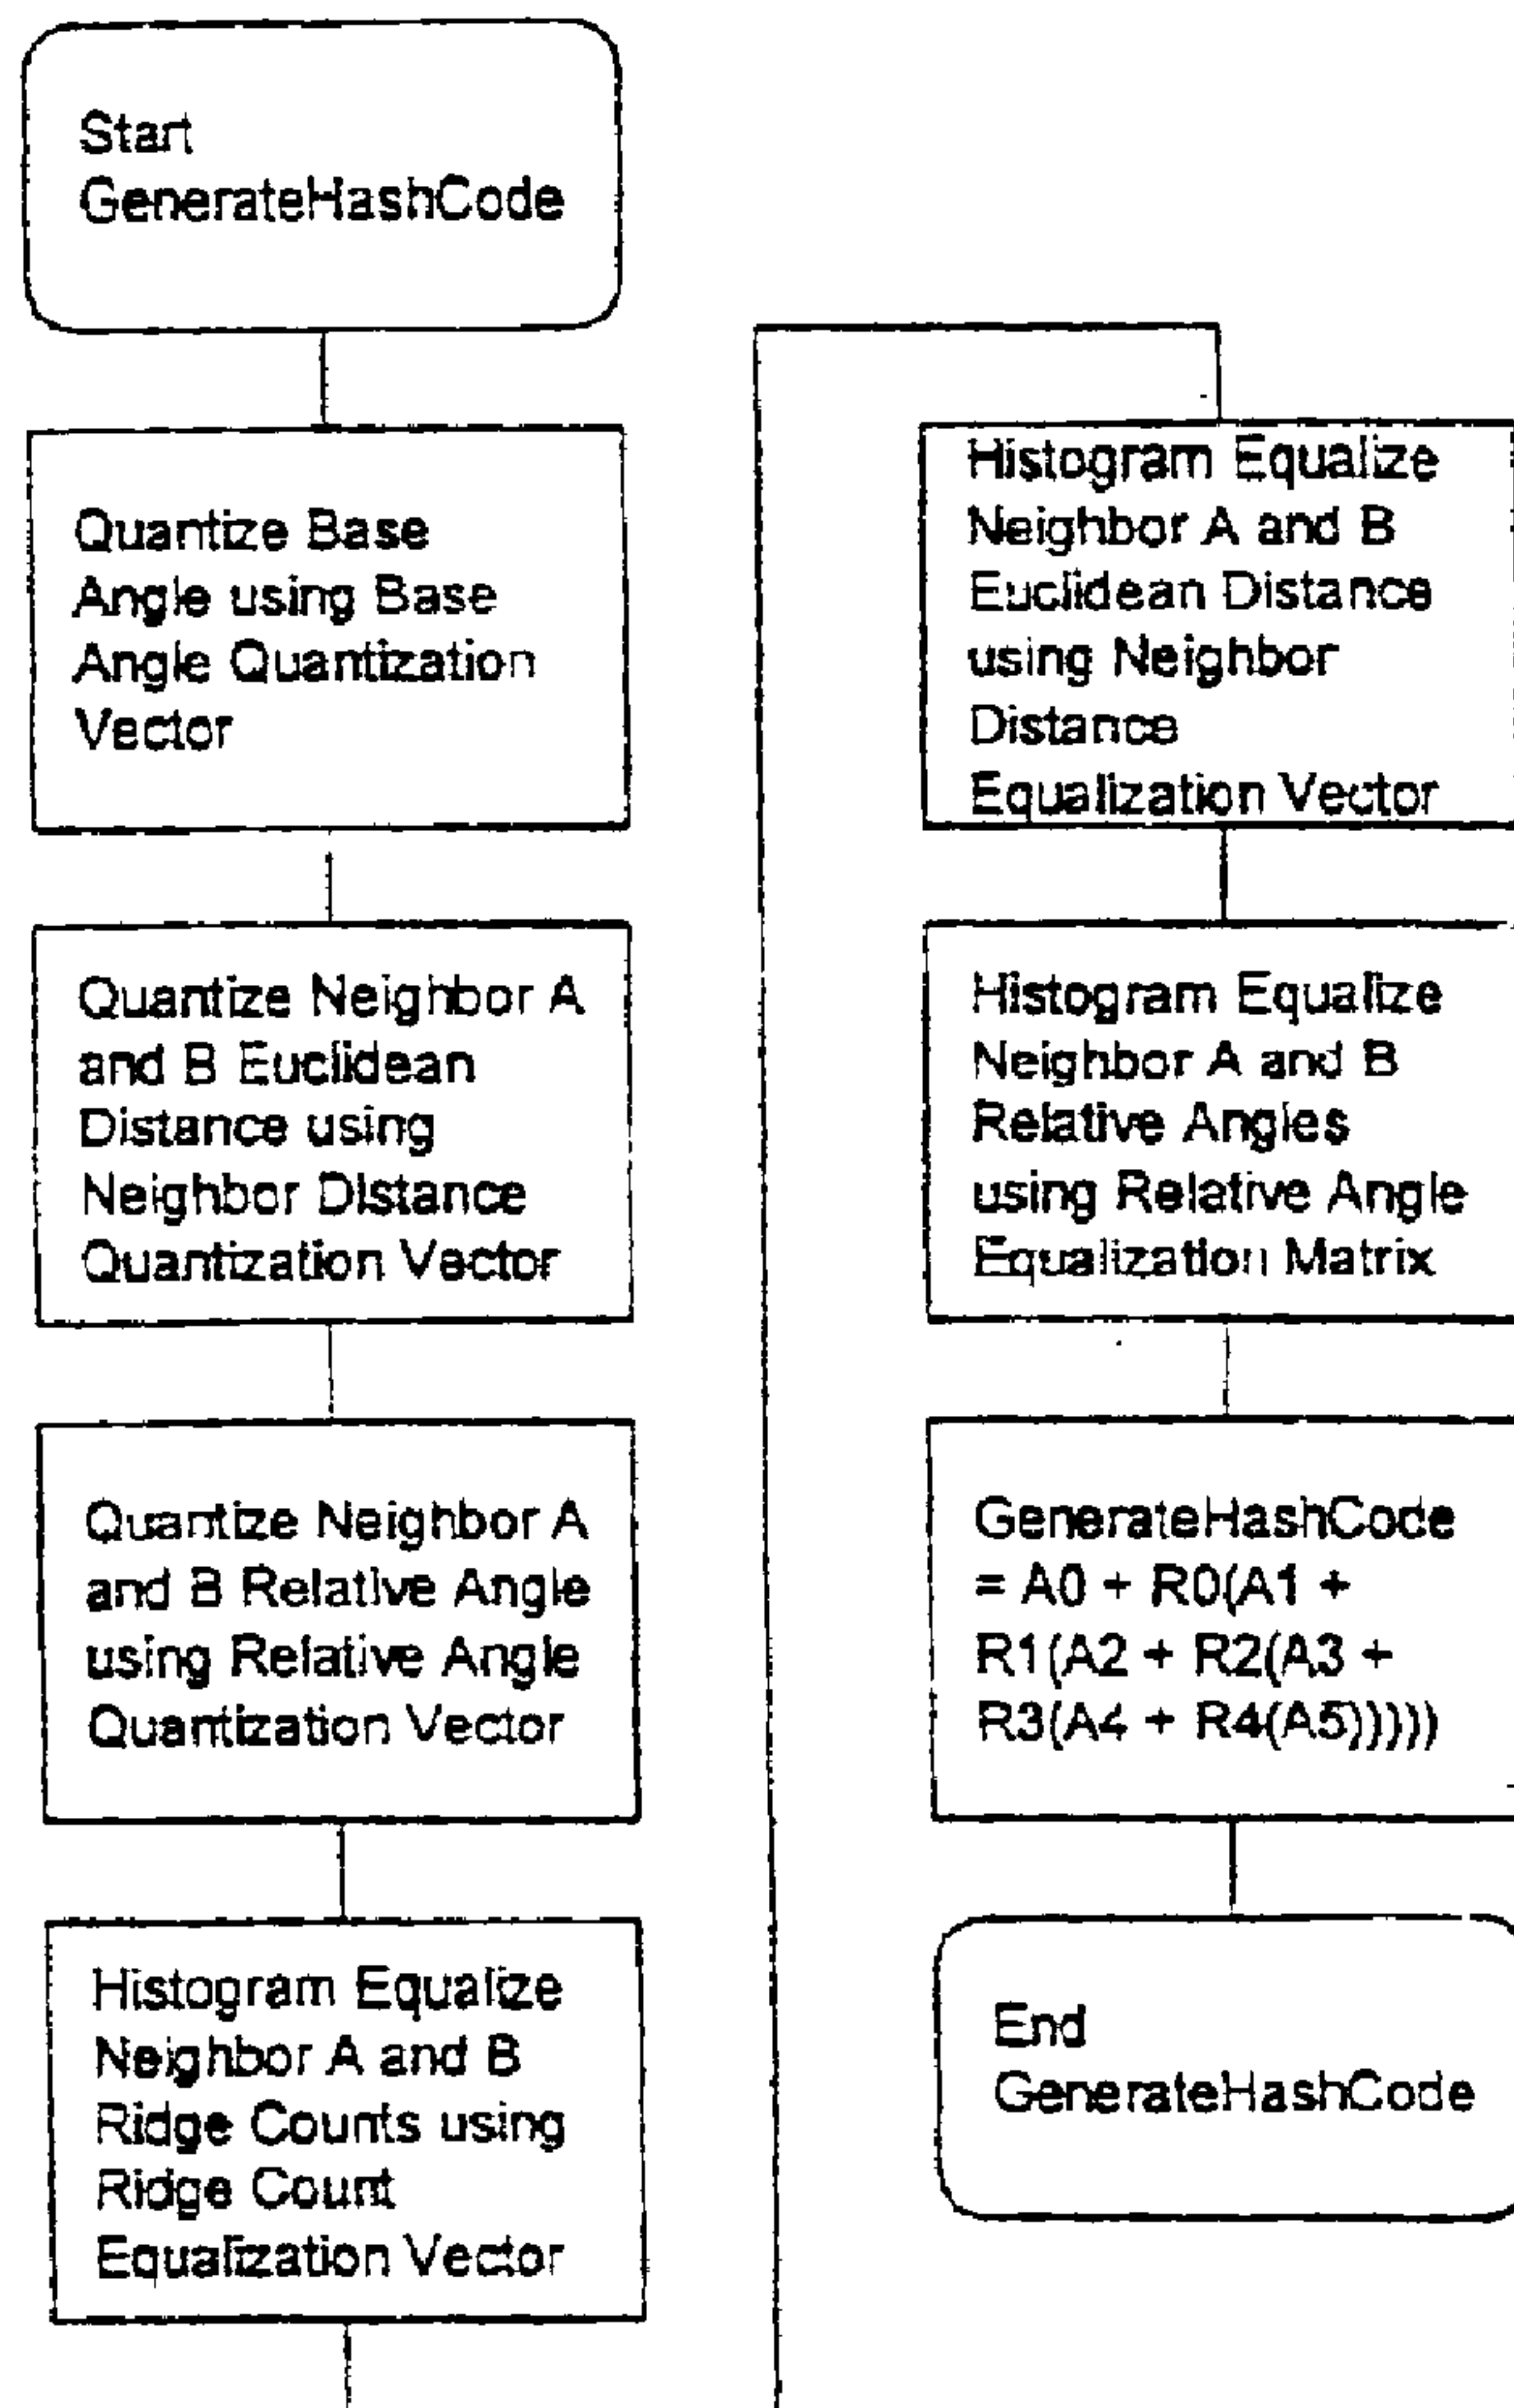 Start
GenerateHashCode
Quantize Base
Angle using Base
Angle Quantization
Vector
Quantize Neighbor A
and B Euclidean
Distance using
Neighbor Distance
Quantization Vector
Quantize Neighbor A
and B Relative Angle
using Relative Angle
Quantization Vector
Histogram Equalize
Neighbor A and B
Ridge Counts using
Ridge Count
Equalization Vector
Histogram Equalize
Neighbor A and B
Euclidean Distance
using Neighbor
Distance
Equalization Vector
Histogram Equalize
Neighbor A and B
Relative Angles
using Relative Angle
Equalization Matrix
GenerateHashCode
= A0 + R0(A1 +
R1(A2 + R2(A3 +
R3(A4 + R4(A5)))))
End
GenerateHashCode